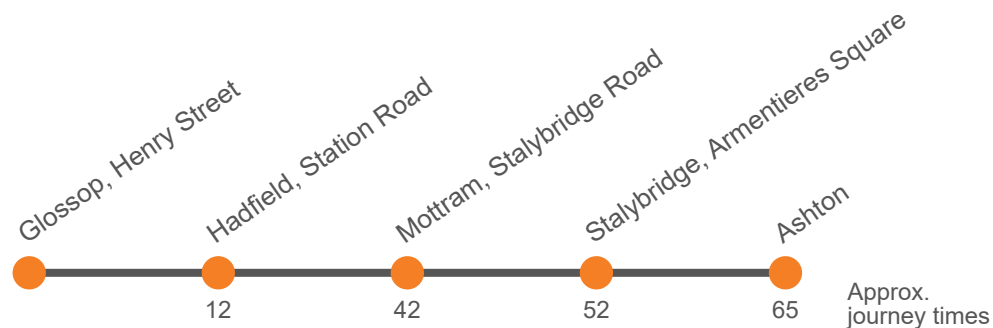 Glossop, Henry Street
Hadfield, Station Road
Mottram, Stalybridge Road
Stalybridge, Armentieres Square
Ashton
12
42
52
65
Approx.
journey times